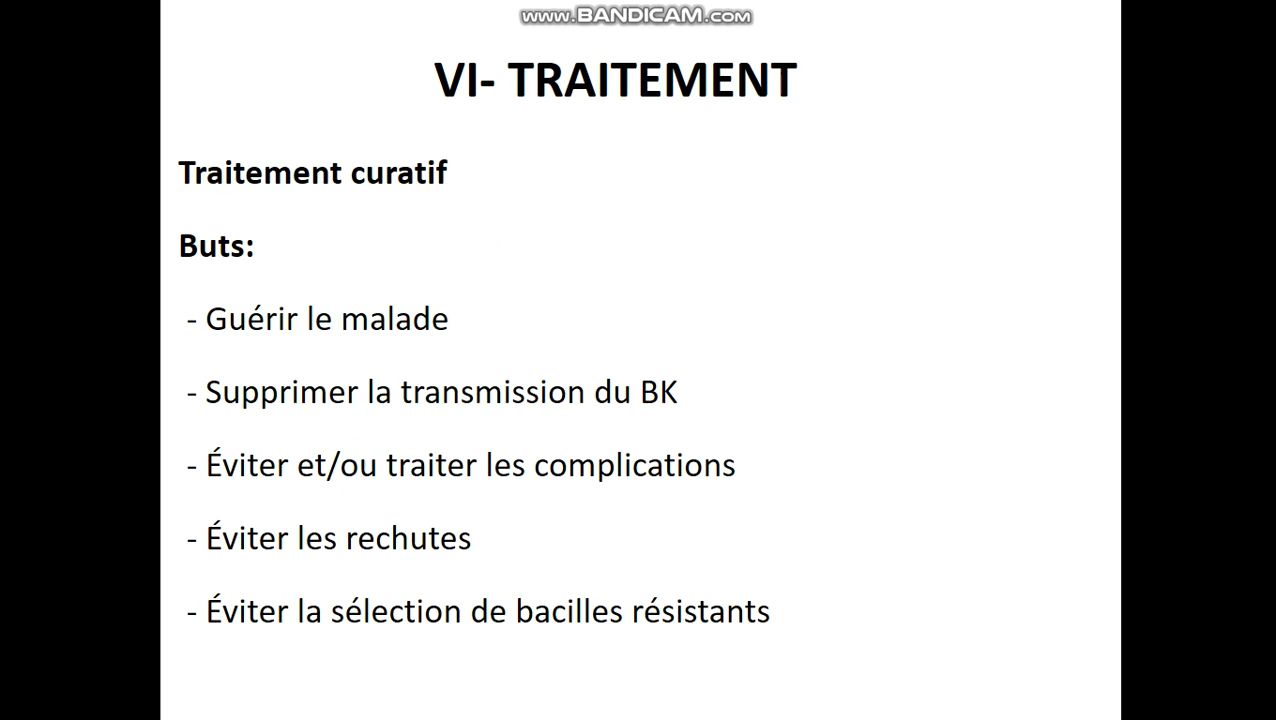 www.BANDICAM.com
VI- TRAITEMENT
Traitement curatif
Buts:
- Guérir le malade
- Supprimer la transmission du BK
- Éviter et/ou traiter les complications
- Éviter les rechutes
- Éviter la sélection de bacilles résistants